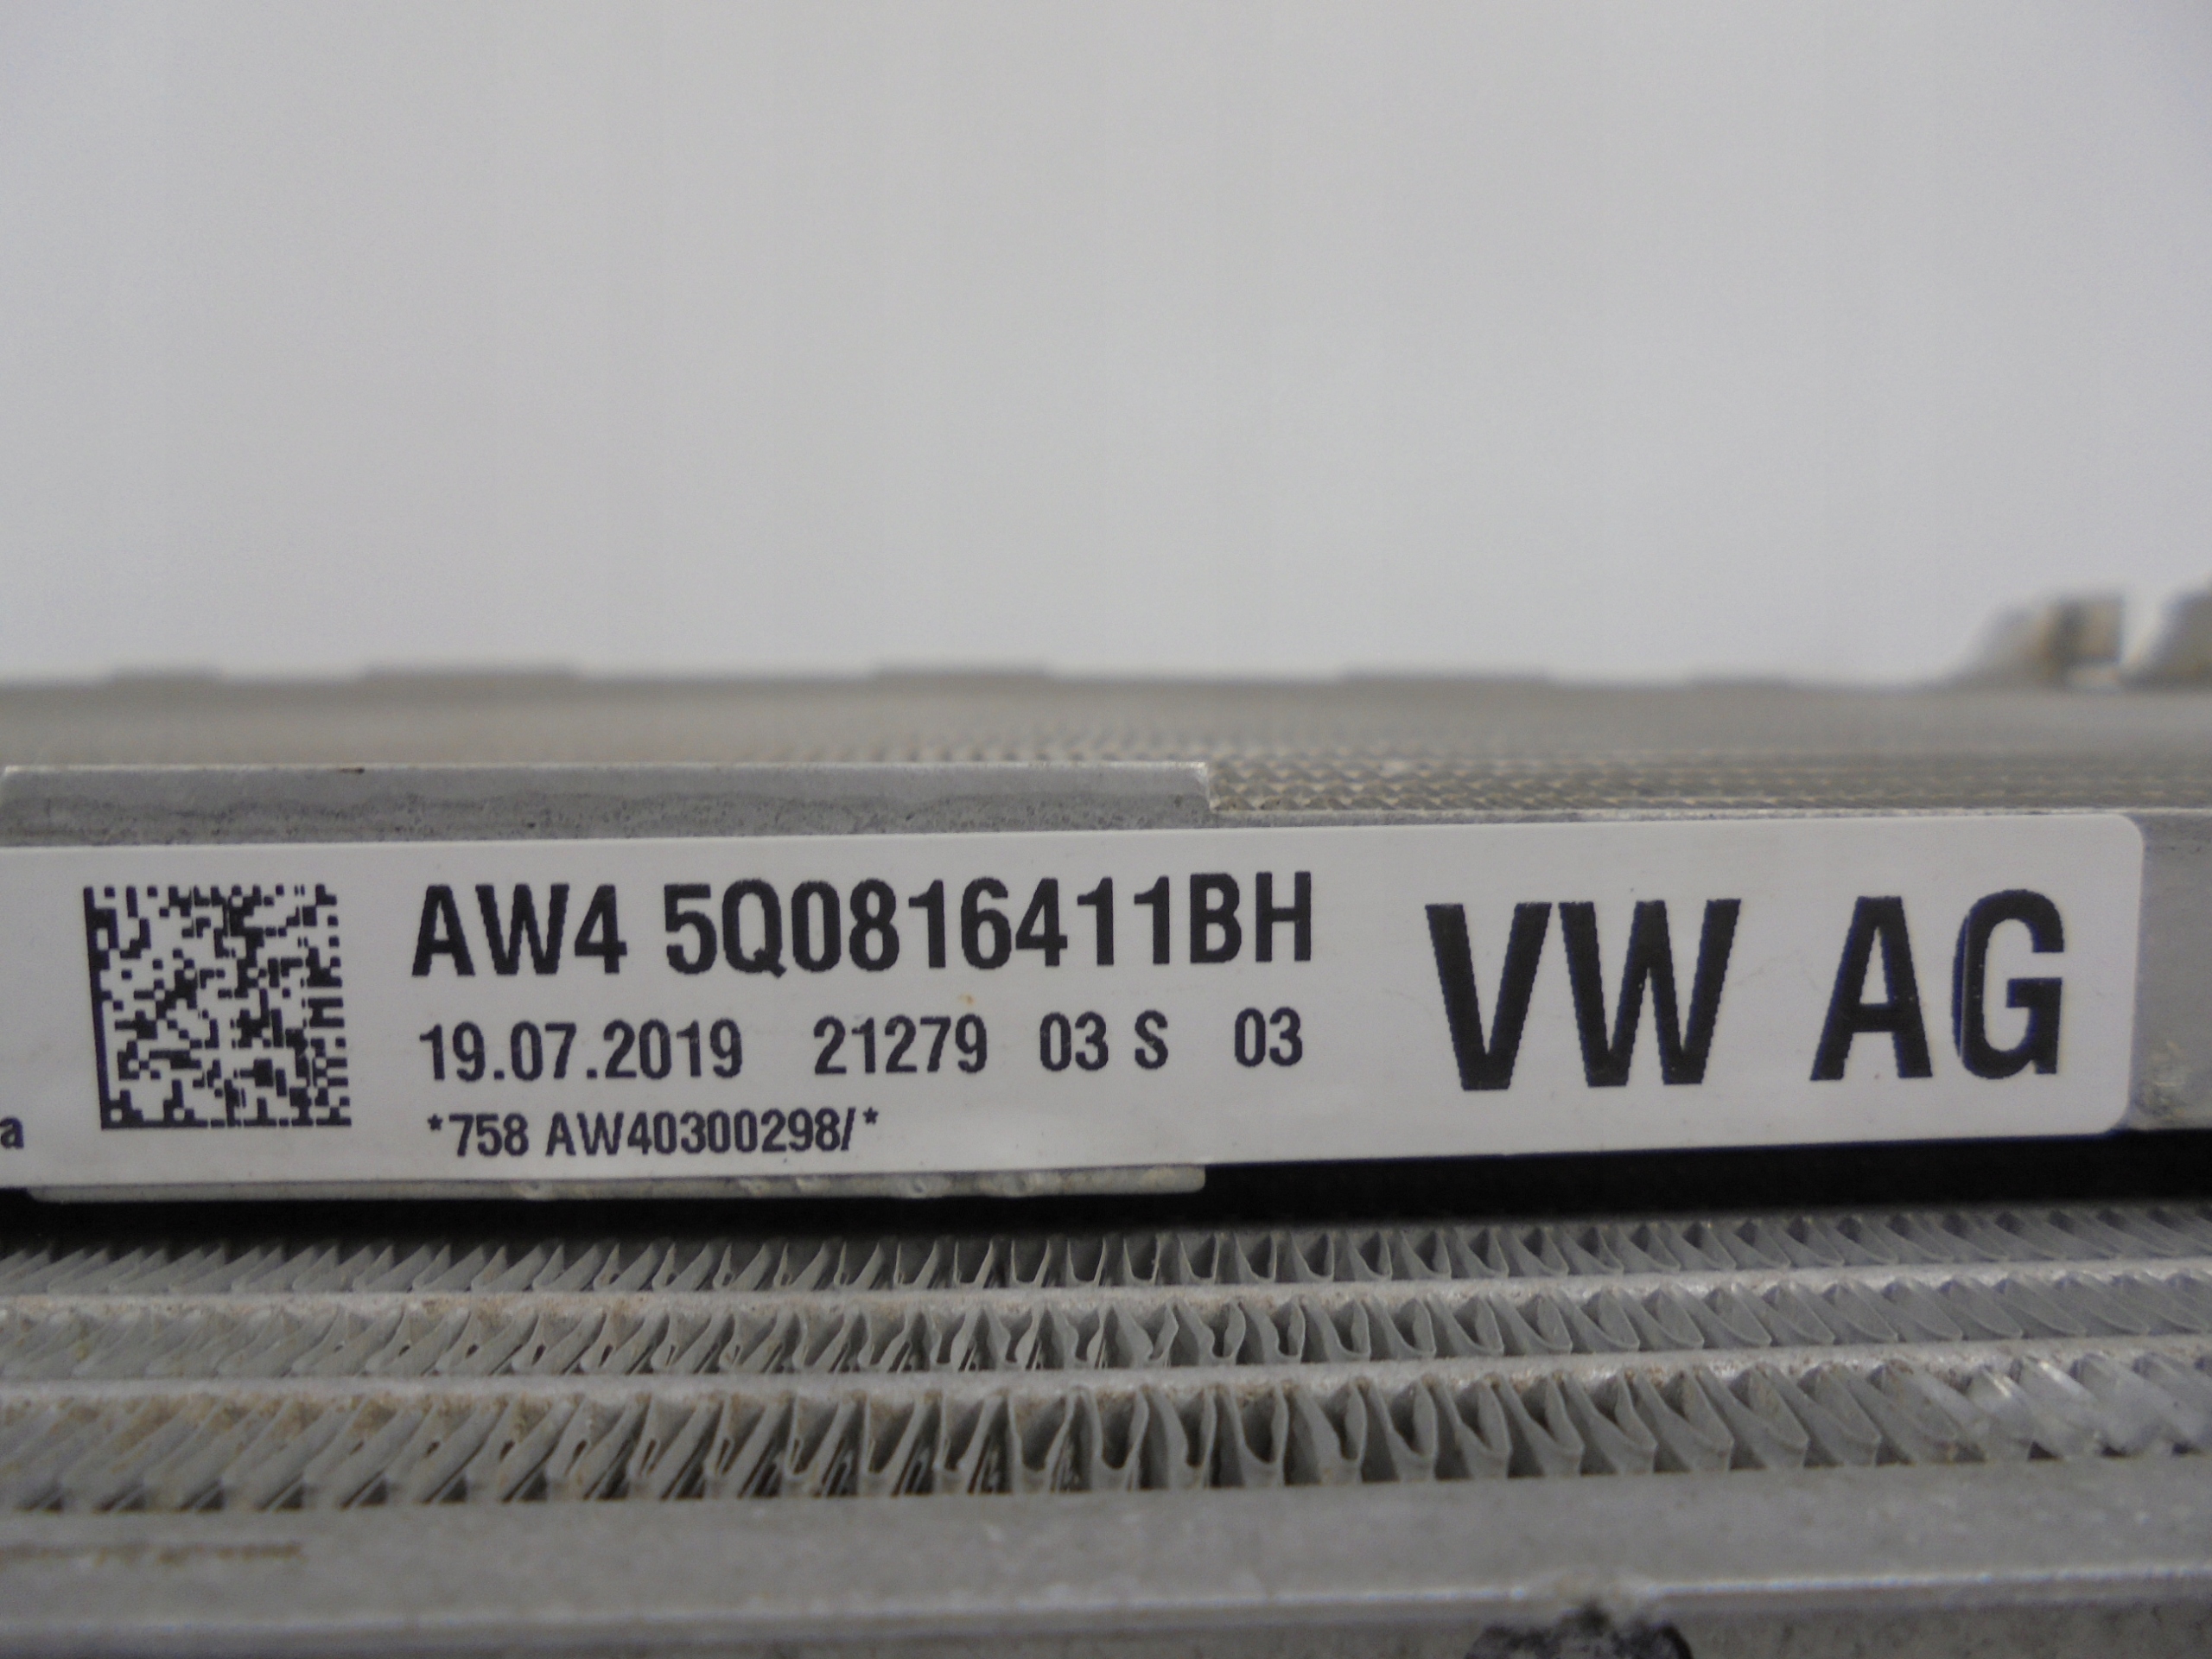 AW4 5Q0816411BH
19.07.2019 21279 03 S 03
*758 AW40300298/*
VW AG
a